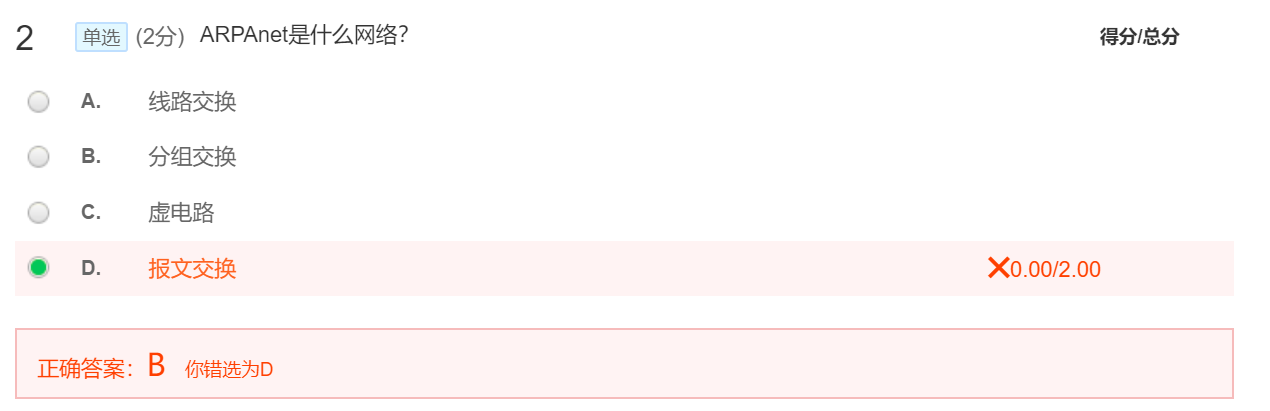 2 单选 (2分) ARPAnet是什么网络? 得分/总分
A. 线路交换
B. 分组交换
C. 虚电路
D. 报文交换 ×0.00/2.00
正确答案：B 你错选为D